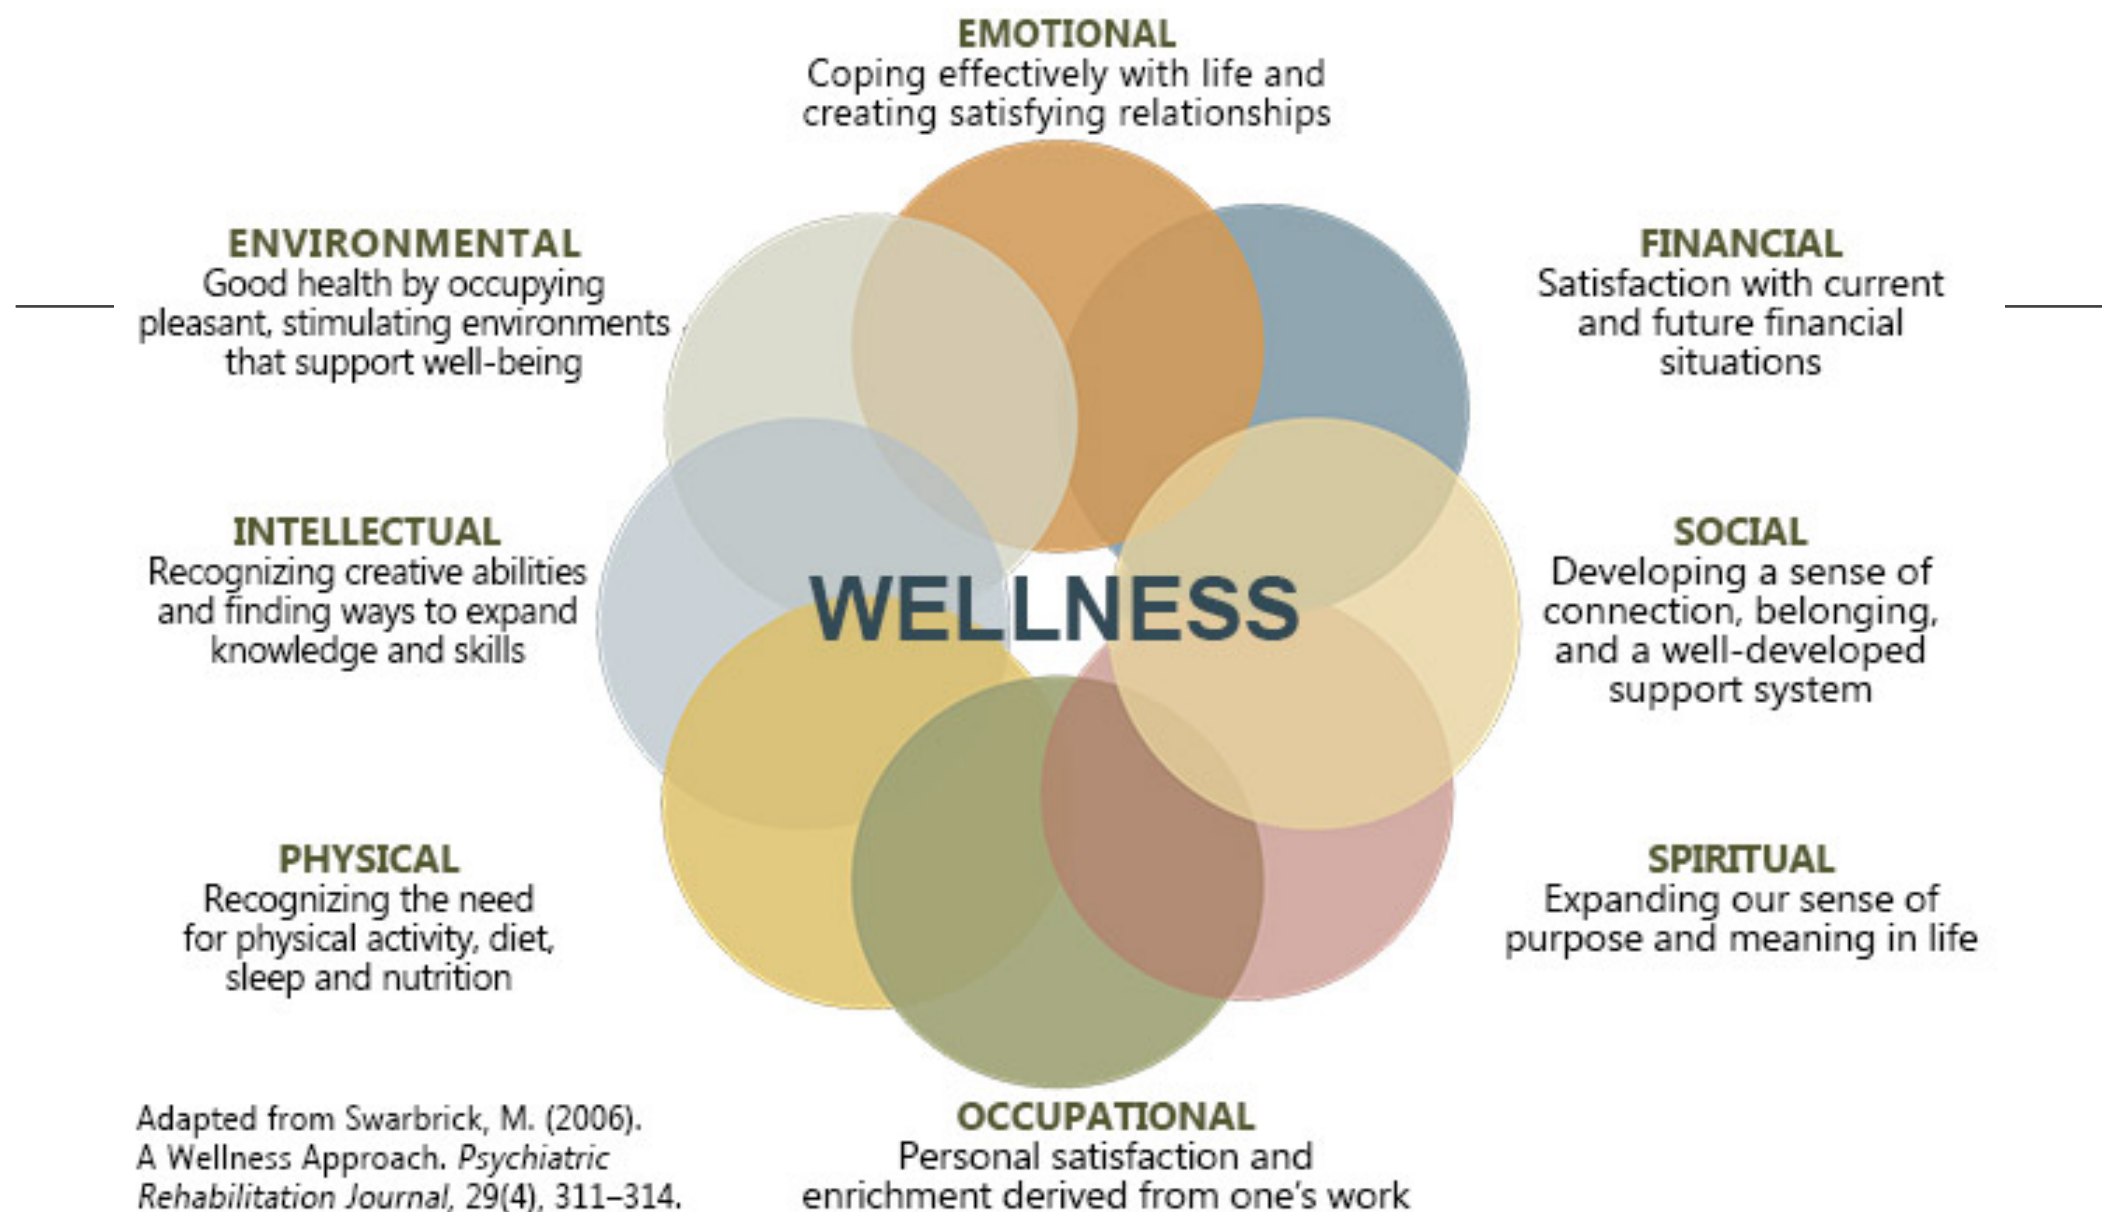 EMOTIONAL
Coping effectively with life and
creating satisfying relationships
ENVIRONMENTAL
Good health by occupying
pleasant, stimulating environments
that support well-being
FINANCIAL
Satisfaction with current
and future financial
situations
INTELLECTUAL
Recognizing creative abilities
and finding ways to expand
knowledge and skills
WELLNESS
SOCIAL
Developing a sense of
connection, belonging,
and a well-developed
support system
PHYSICAL
Recognizing the need
for physical activity, diet,
sleep and nutrition
SPIRITUAL
Expanding our sense of
purpose and meaning in life
OCCUPATIONAL
Personal satisfaction and
enrichment derived from one's work
Adapted from Swarbrick, M. (2006).
A Wellness Approach. Psychiatric
Rehabilitation Journal, 29(4), 311–314.